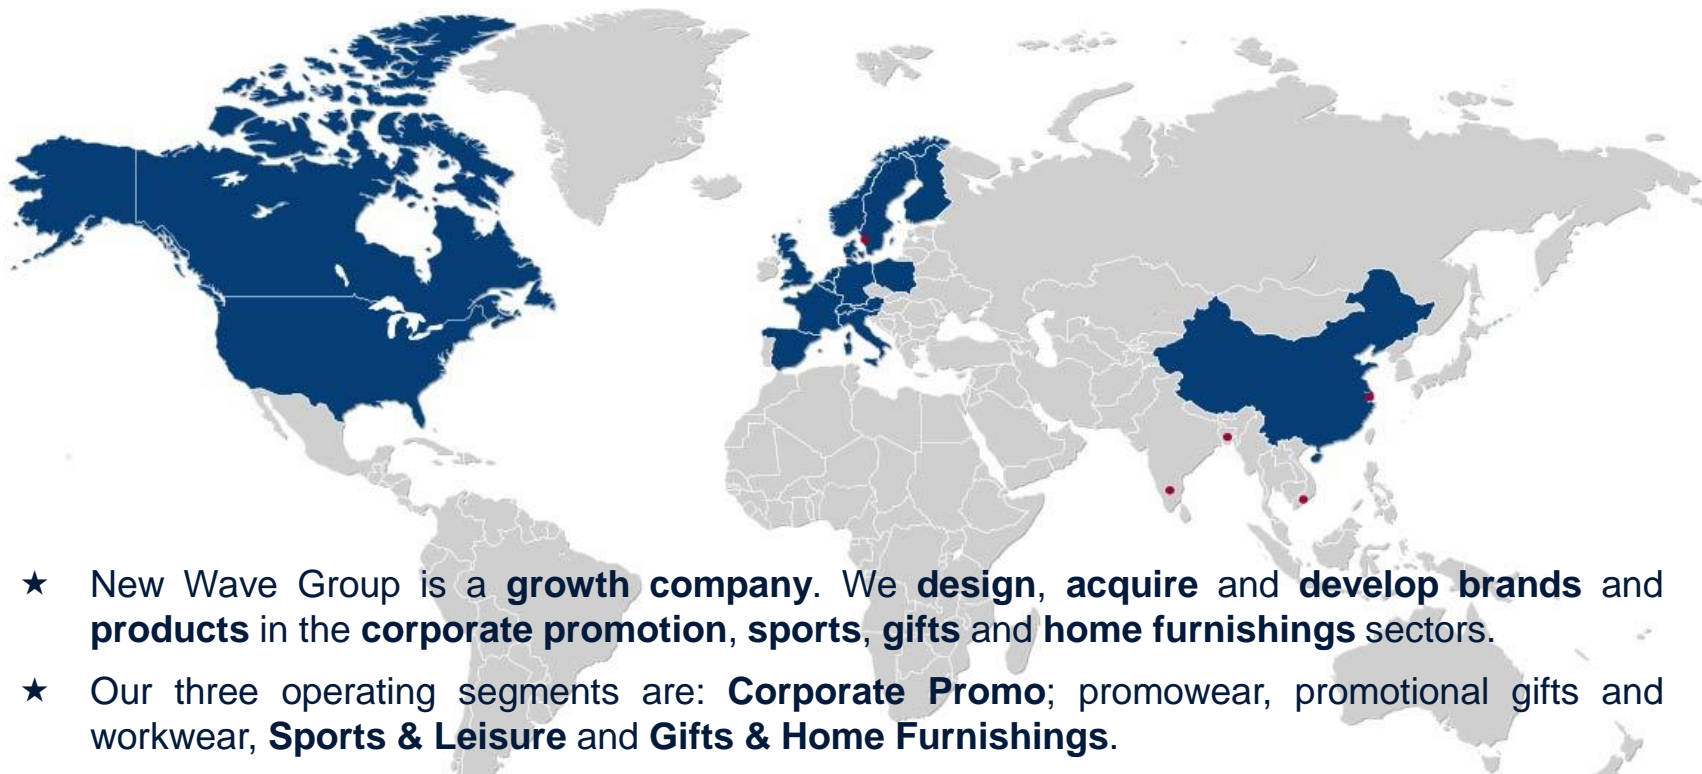 ★ New Wave Group is a growth company. We design, acquire and develop brands and
products in the corporate promotion, sports, gifts and home furnishings sectors.
★ Our three operating segments are: Corporate Promo; promowear, promotional gifts and
workwear, Sports & Leisure and Gifts & Home Furnishings.